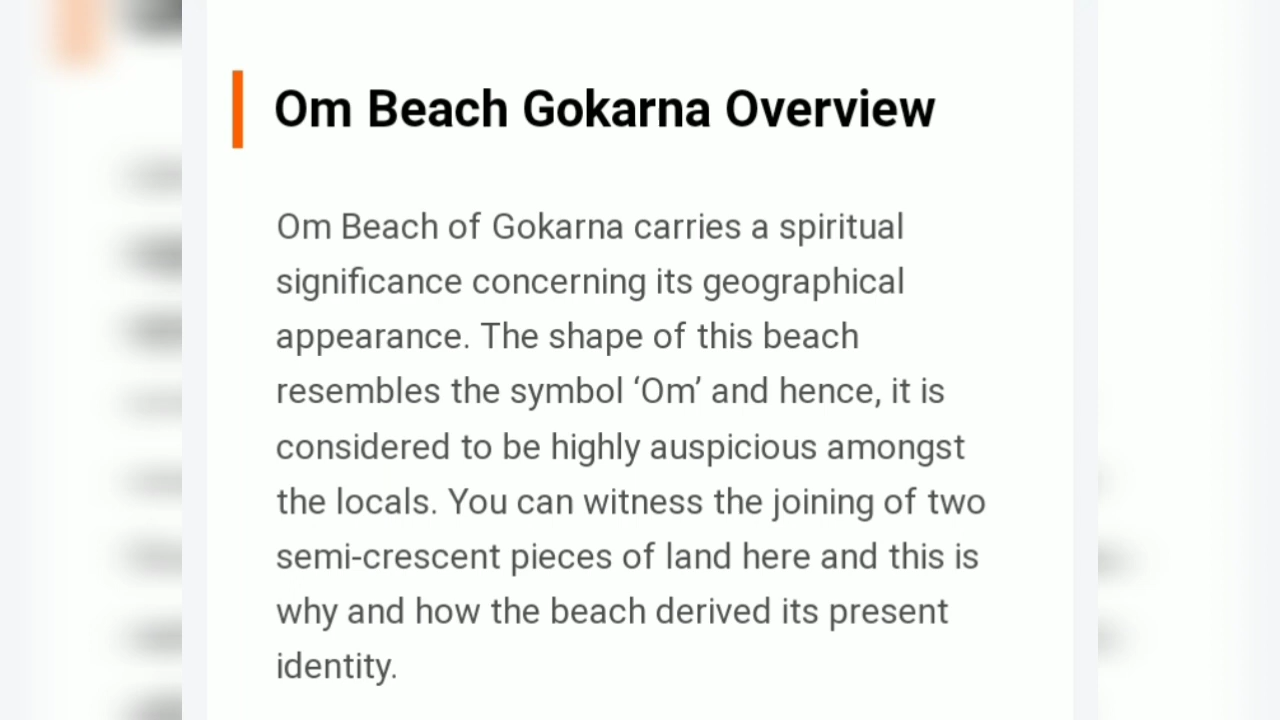 Om Beach Gokarna Overview
Om Beach of Gokarna carries a spiritual
significance concerning its geographical
appearance. The shape of this beach
resembles the symbol ‘Om’ and hence, it is
considered to be highly auspicious amongst
the locals. You can witness the joining of two
semi-crescent pieces of land here and this is
why and how the beach derived its present
identity.